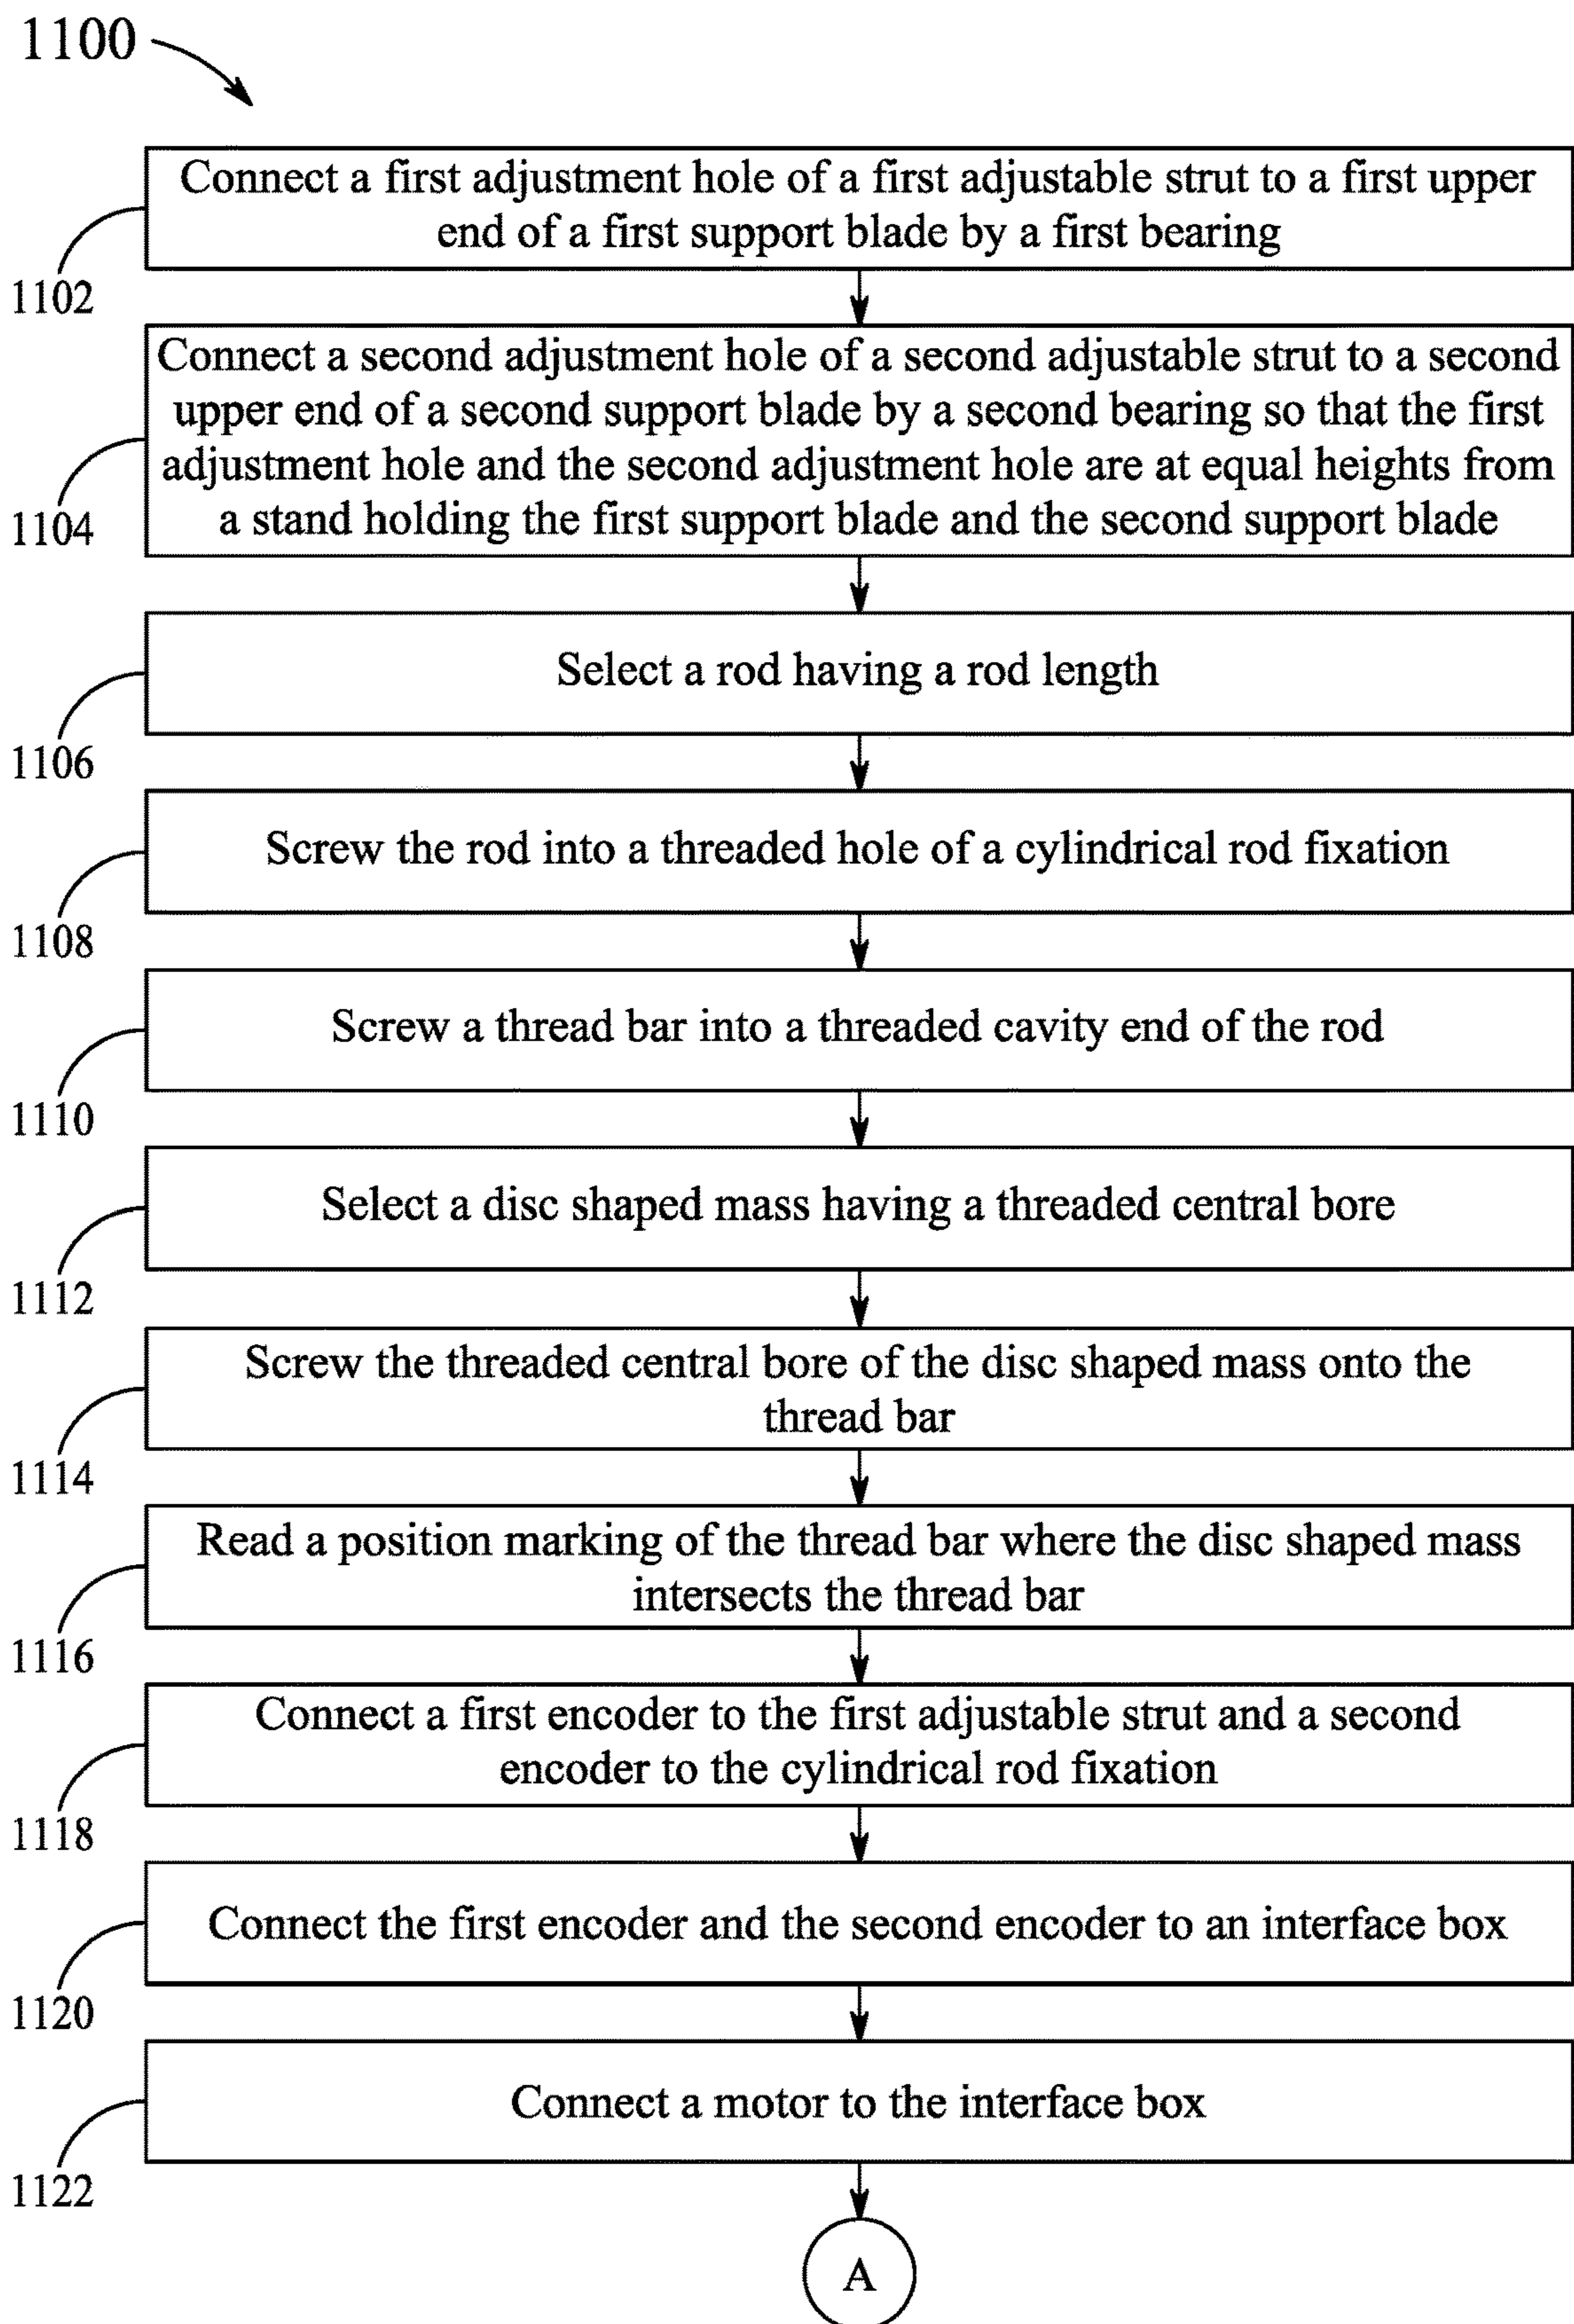 1100
Connect a first adjustment hole of a first adjustable strut to a first upper
end of a first support blade by a first bearing
1102
Connect a second adjustment hole of a second adjustable strut to a second
upper end of a second support blade by a second bearing so that the first
adjustment hole and the second adjustment hole are at equal heights from
a stand holding the first support blade and the second support blade
1104
Select a rod having a rod length
1106
Screw the rod into a threaded hole of a cylindrical rod fixation
1108
Screw a thread bar into a threaded cavity end of the rod
1110
Select a disc shaped mass having a threaded central bore
1112
Screw the threaded central bore of the disc shaped mass onto the
thread bar
1114
Read a position marking of the thread bar where the disc shaped mass
intersects the thread bar
1116
Connect a first encoder to the first adjustable strut and a second
encoder to the cylindrical rod fixation
1118
Connect the first encoder and the second encoder to an interface box
1120
Connect a motor to the interface box
1122
A